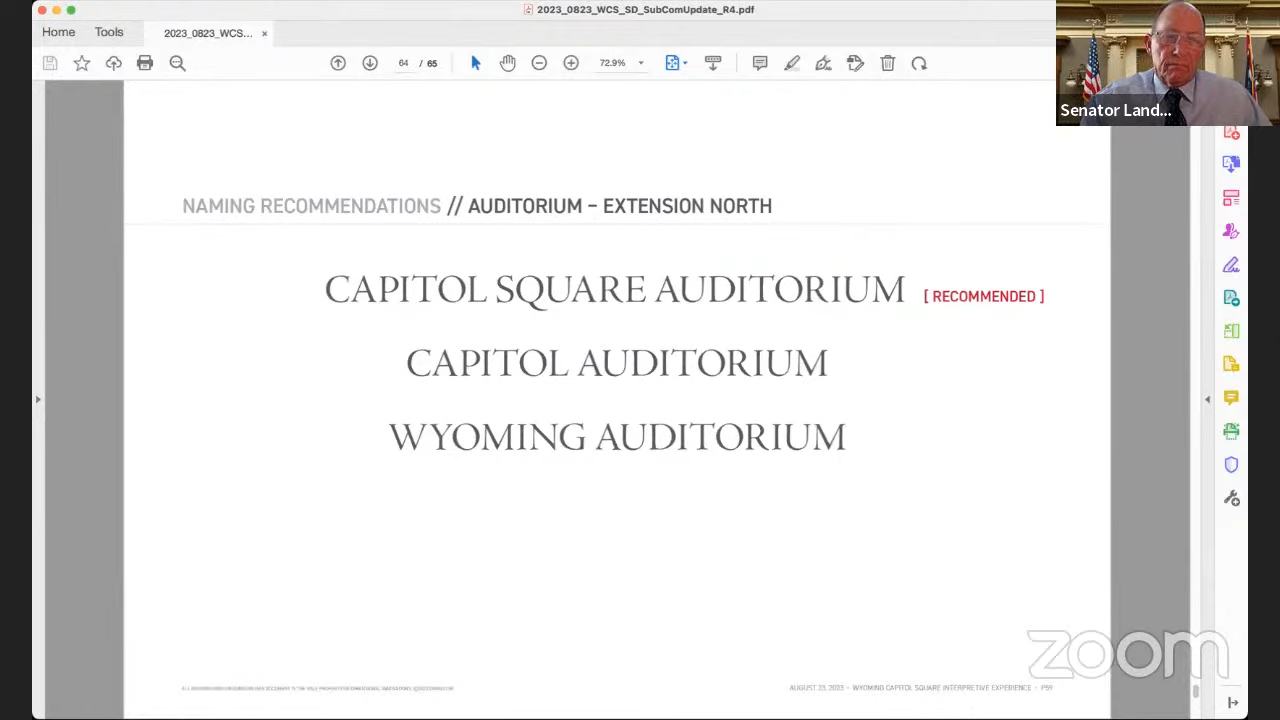 2023_0823_WCS_SD_SubComUpdate_R4.pdf
Home Tools 2023_0823_WCS... ×
64 / 65 72.9%
Senator Land...
NAMING RECOMMENDATIONS // AUDITORIUM – EXTENSION NORTH
CAPITOL SQUARE AUDITORIUM [ RECOMMENDED ]
CAPITOL AUDITORIUM
WYOMING AUDITORIUM
zoom
AUGUST 23, 2023 - WYOMING CAPITOL SQUARE INTERPRETIVE EXPERIENCE - P59